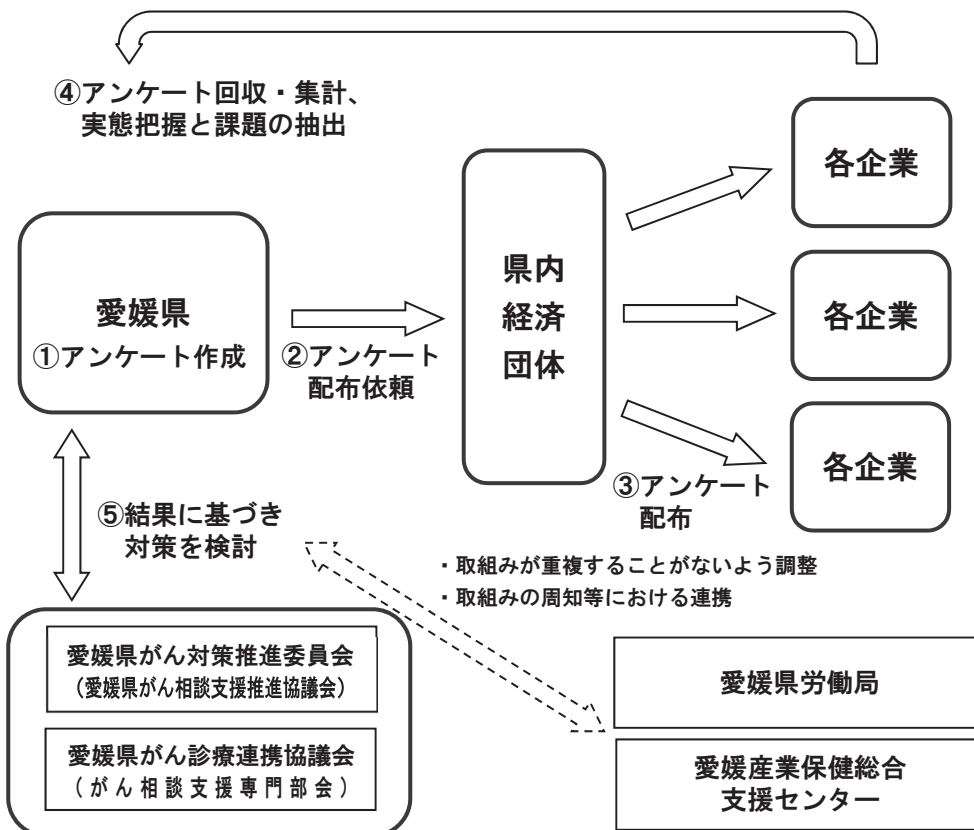 ④アンケート回収・集計、
実態把握と課題の抽出
愛媛県
①アンケート作成
②アンケート
配布依頼
県内
経済
団体
各企業
各企業
各企業
③アンケート
配布
⑤結果に基づき
対策を検討
・取組みが重複することがないよう調整
・取組みの周知等における連携
愛媛県がん対策推進委員会
（愛媛県がん相談支援推進協議会）
愛媛県がん診療連携協議会
（がん相談支援専門部会）
愛媛県労働局
愛媛産業保健総合
支援センター